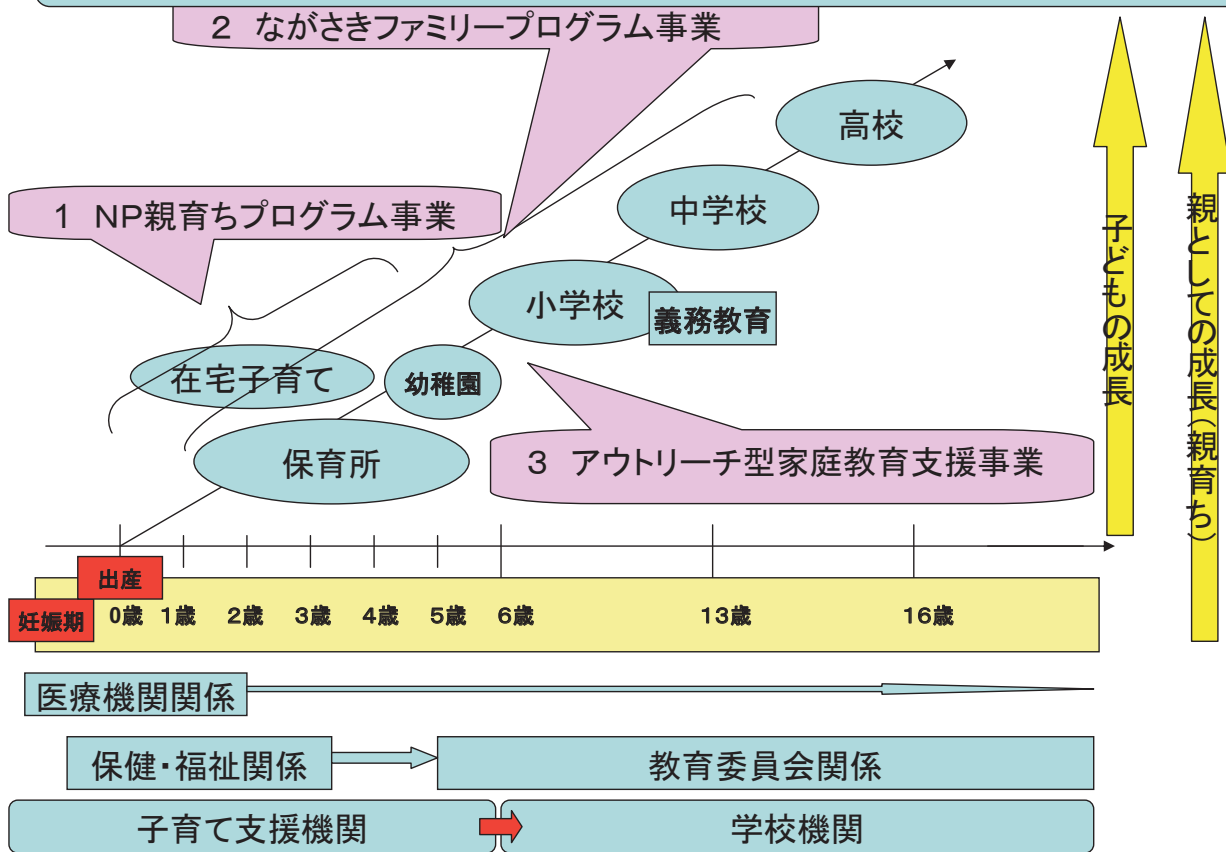 2 ながさきファミリープログラム事業
高校
中学校
1 NP親育ちプログラム事業
小学校
義務教育
在宅子育て
幼稚園
保育所
3 アウトリーチ型家庭教育支援事業
子どもの成長
親としての成長(親育ち)
出産
妊娠期
0歳 1歳 2歳 3歳 4歳 5歳 6歳 13歳 16歳
医療機関関係
保健・福祉関係
教育委員会関係
子育て支援機関
学校機関